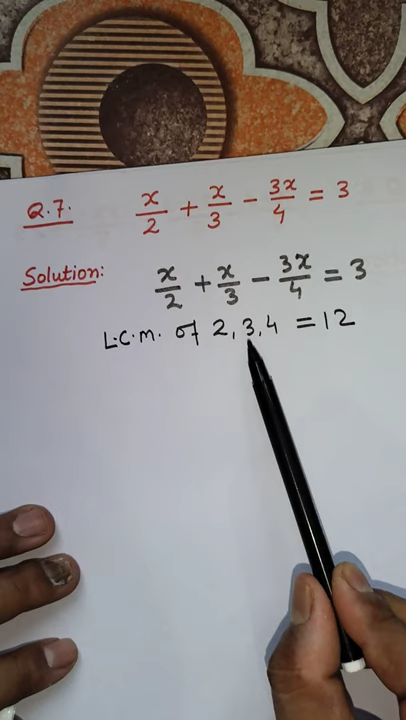 Q.7. x/2 + x/3 - 3x/4 = 3
Solution: x/2 + x/3 - 3x/4 = 3
L.C.M. of 2, 3, 4 = 12